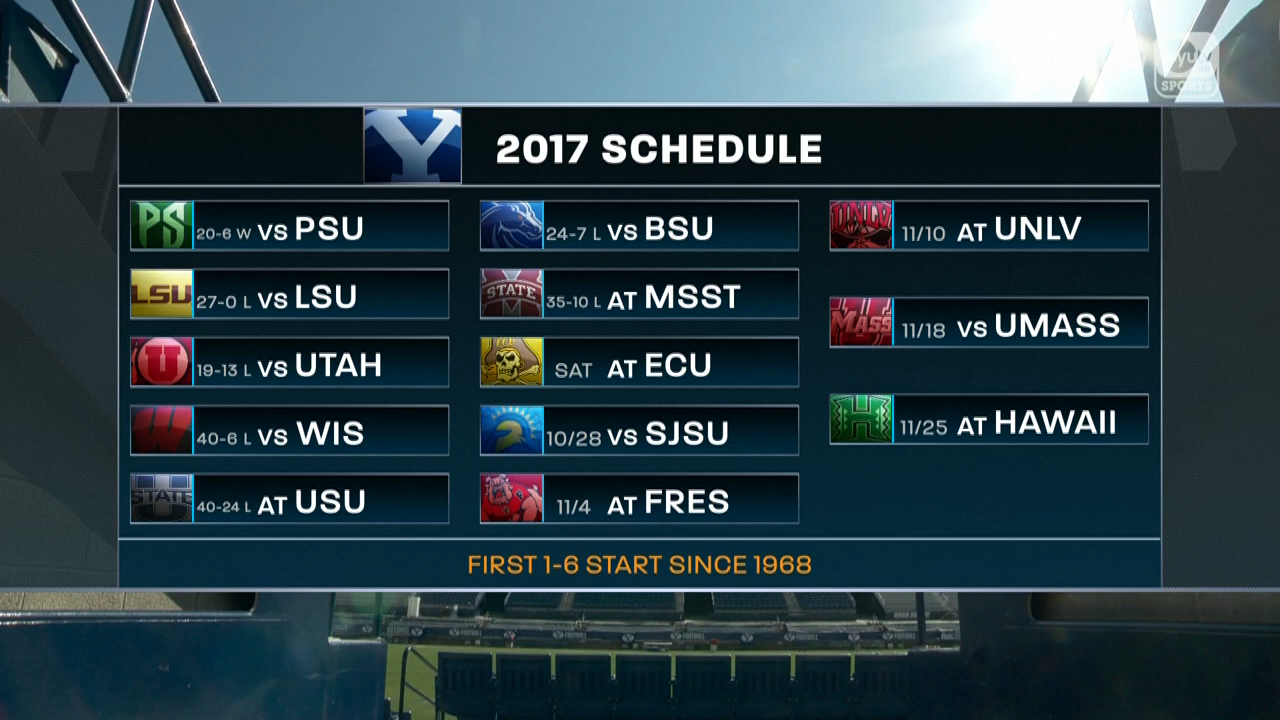 byutv
SPORTS
Y
2017 SCHEDULE
PS
20-6 W VS PSU
LSU
27-0 L VS LSU
U
19-13 L VS UTAH
W
40-6 L VS WIS
STATE
40-24 L AT USU
24-7 L VS BSU
STATE
M
35-10 L AT MSST
ECU
SAT AT ECU
10/28 VS SJSU
11/4 AT FRES
UNLV
11/10 AT UNLV
MASS
11/18 VS UMASS
H
11/25 AT HAWAII
FIRST 1-6 START SINCE 1968